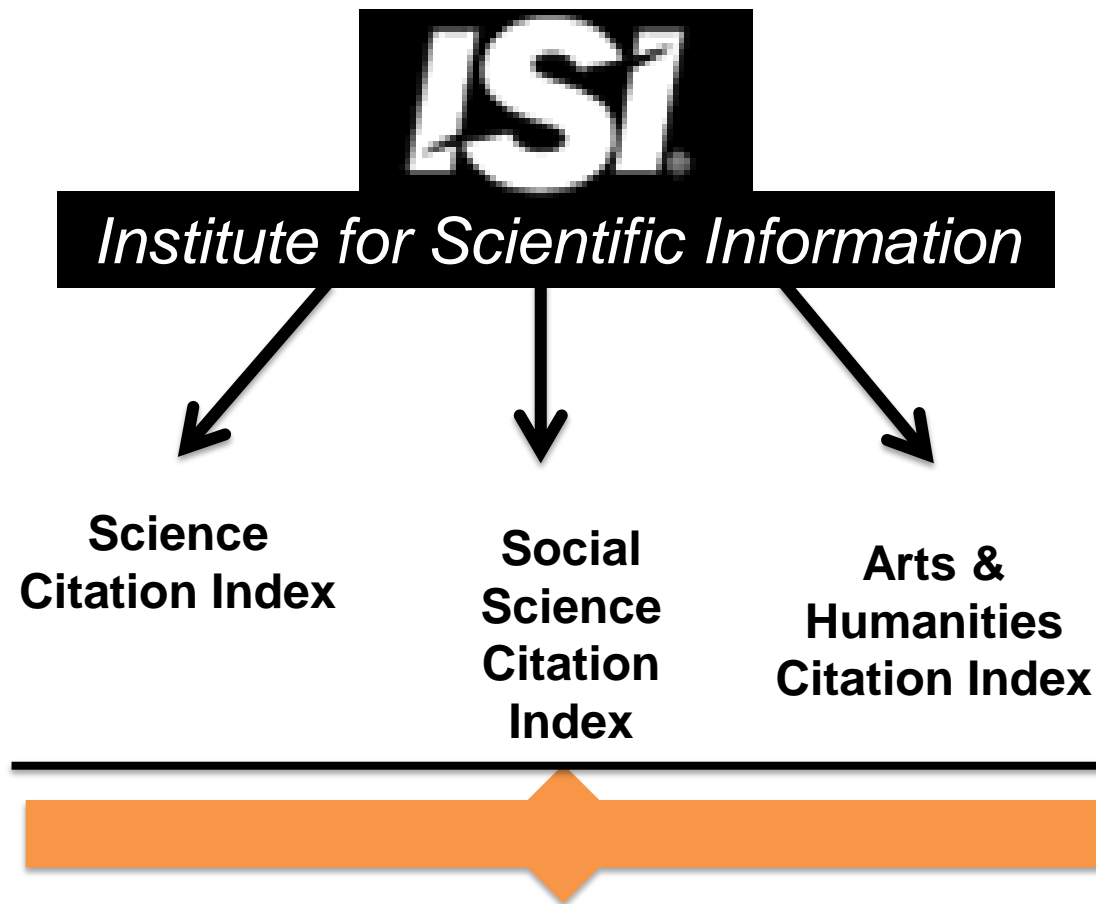 ISI®
Institute for Scientific Information
Science
Citation Index
Social
Science
Citation
Index
Arts &
Humanities
Citation Index